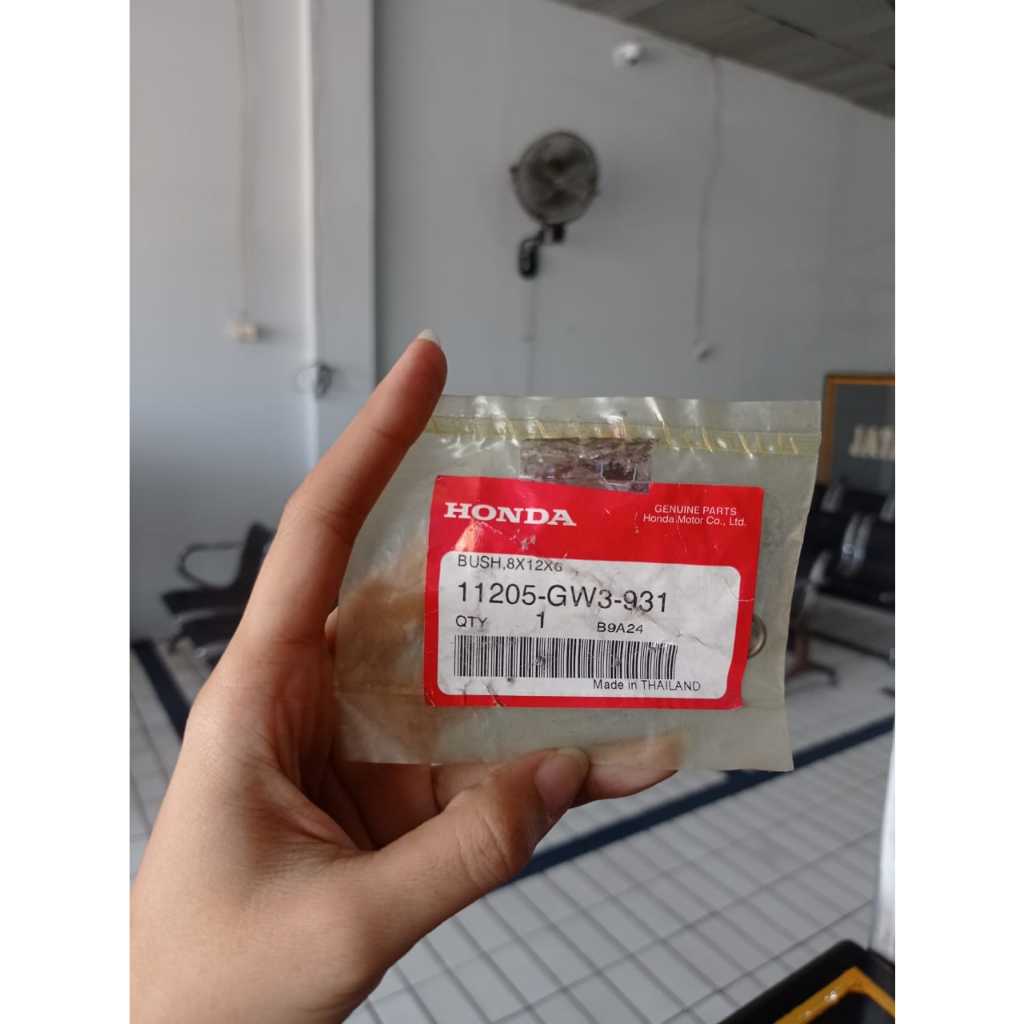 HONDA
GENUINE PARTS
Honda Motor Co., Ltd.
BUSH,8X12X6
11205-GW3-931
QTY 1 B9A24
Made in THAILAND